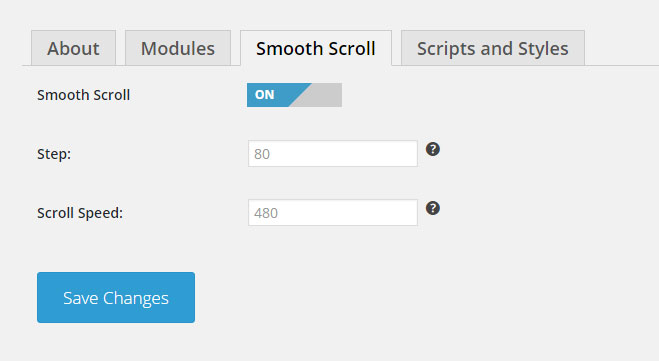 About Modules Smooth Scroll Scripts and Styles
Smooth Scroll ON
Step: 80 ?
Scroll Speed: 480 ?
Save Changes